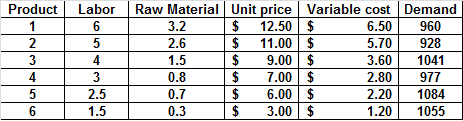 Product Labor Raw Material Unit price Variable cost Demand
1 6 3.2 $ 12.50 $ 6.50 960
2 5 2.6 $ 11.00 $ 5.70 928
3 4 1.5 $ 9.00 $ 3.60 1041
4 3 0.8 $ 7.00 $ 2.80 977
5 2.5 0.7 $ 6.00 $ 2.20 1084
6 1.5 0.3 $ 3.00 $ 1.20 1055